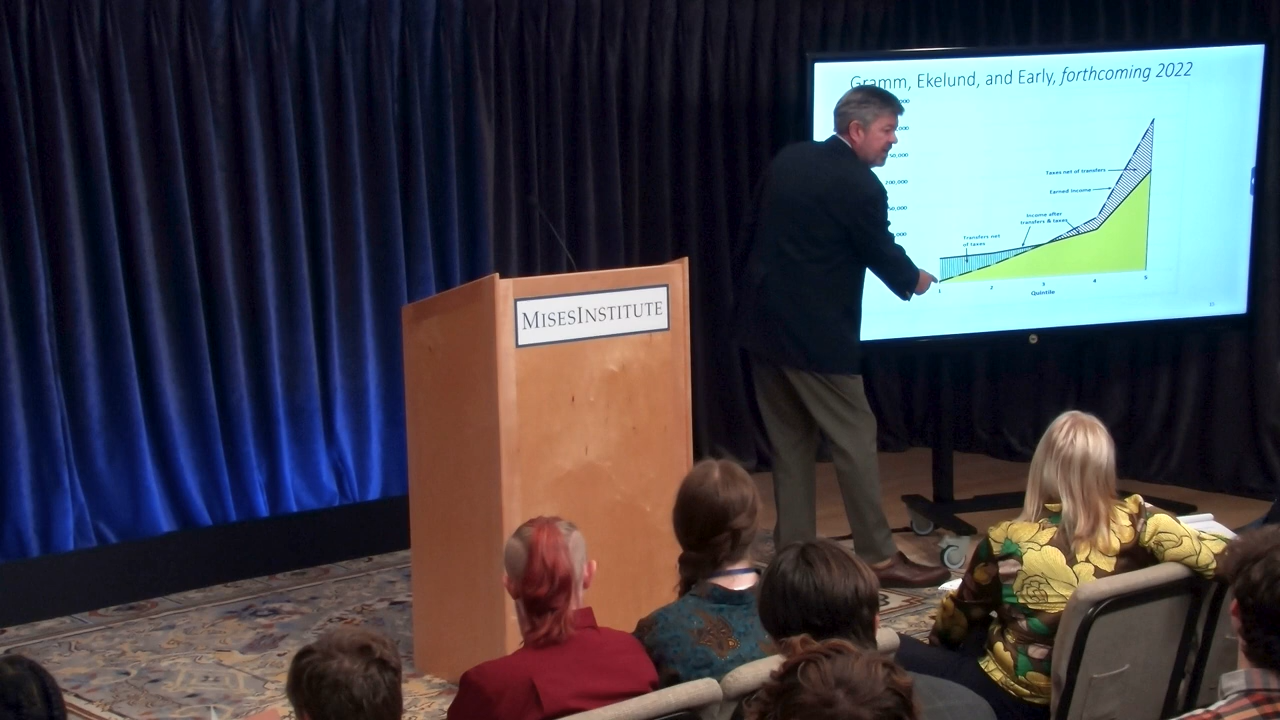 Gramm, Ekelund, and Early, forthcoming 2022
Taxes net of transfers
Earned income
Income after
transfers & taxes
Transfers net
of taxes
1 2 3 4 5
Quintile
MISESINSTITUTE